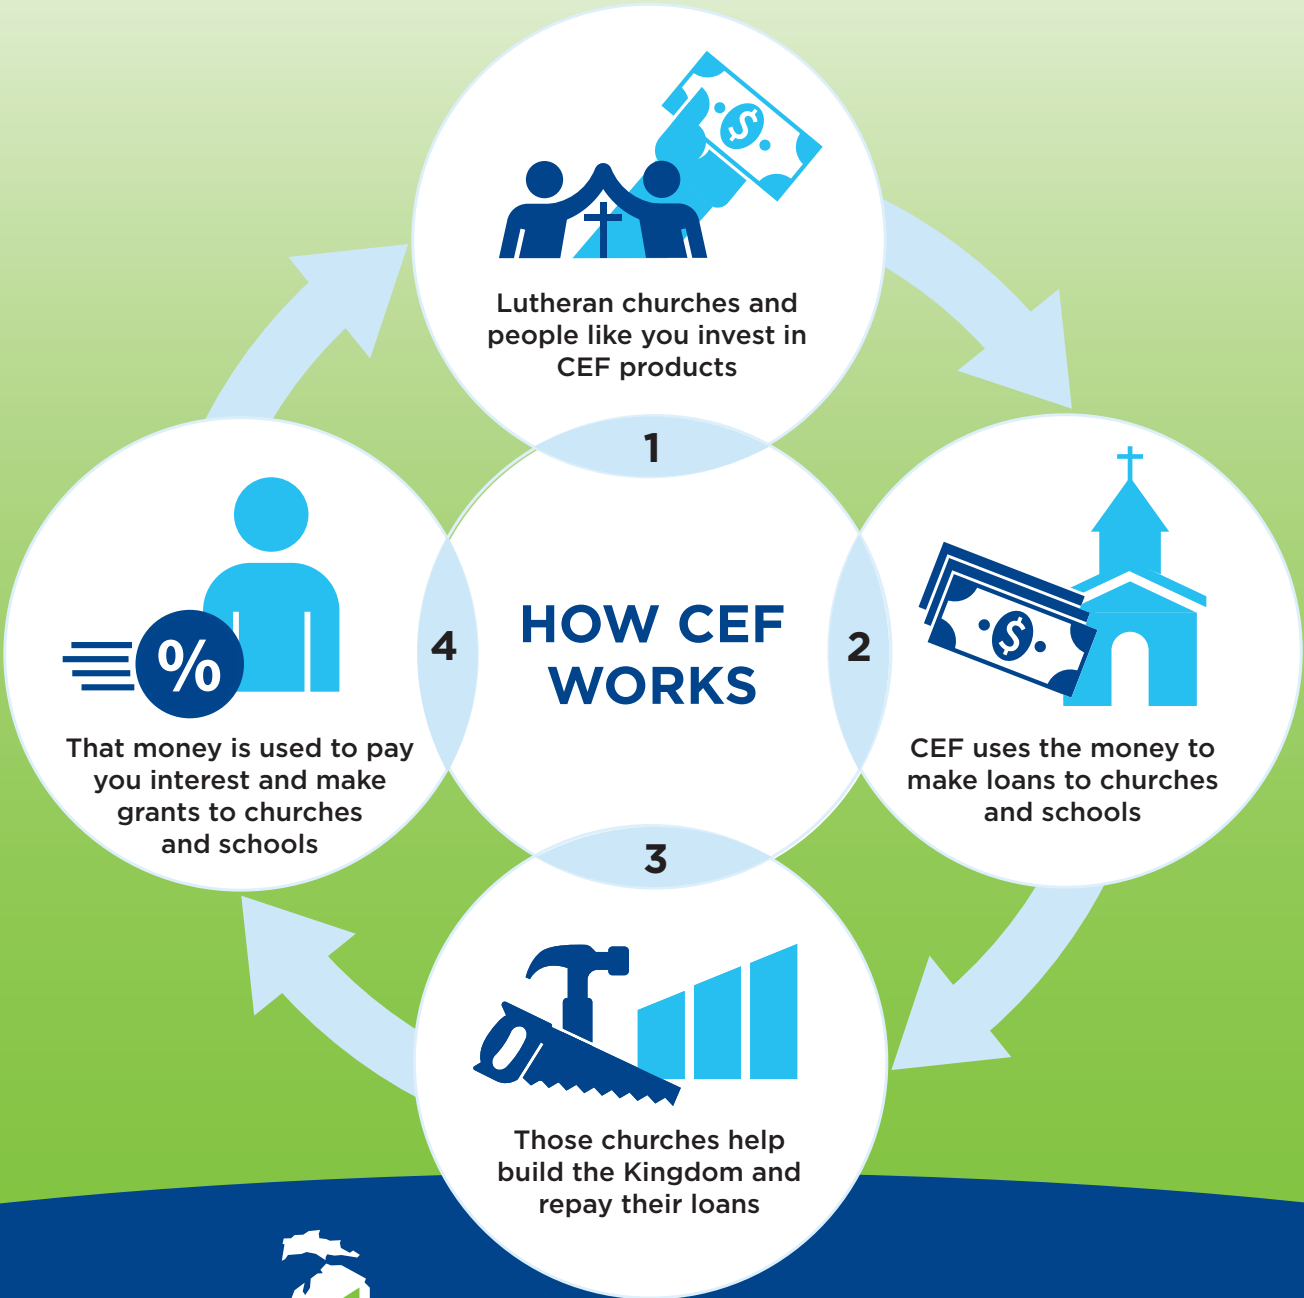 Lutheran churches and
people like you invest in
CEF products
1
HOW CEF
WORKS
2
$
CEF uses the money to
make loans to churches
and schools
3
Those churches help
build the Kingdom and
repay their loans
4
%
That money is used to pay
you interest and make
grants to churches
and schools
$